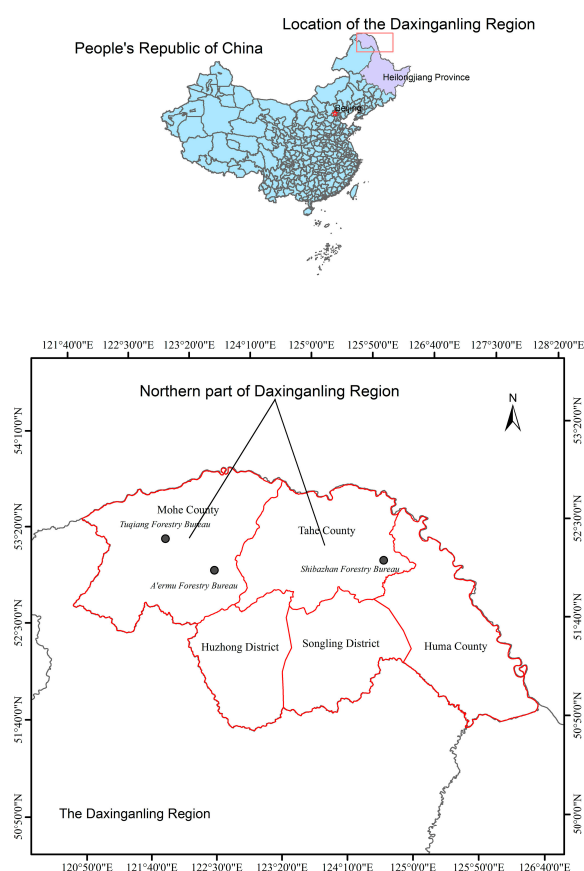 Location of the Daxinganling Region
People's Republic of China
Heilongjiang Province
Beijing
121°40'0"E 122°30'0"E 123°20'0"E 124°10'0"E 125°0'0"E 125°50'0"E 126°40'0"E 127°30'0"E 128°20'0"E
Northern part of Daxinganling Region
N
54°10'0"N
53°20'0"N
52°30'0"N
51°40'0"N
50°50'0"N
53°20'0"N
52°30'0"N
51°40'0"N
50°50'0"N
50°0'0"N
Mohe County
Tuqiang Forestry Bureau
Tahe County
A'ermu Forestry Bureau
Shibazhan Forestry Bureau
Huzhong District
Songling District
Huma County
The Daxinganling Region
120°50'0"E 121°40'0"E 122°30'0"E 123°20'0"E 124°10'0"E 125°0'0"E 125°50'0"E 126°40'0"E